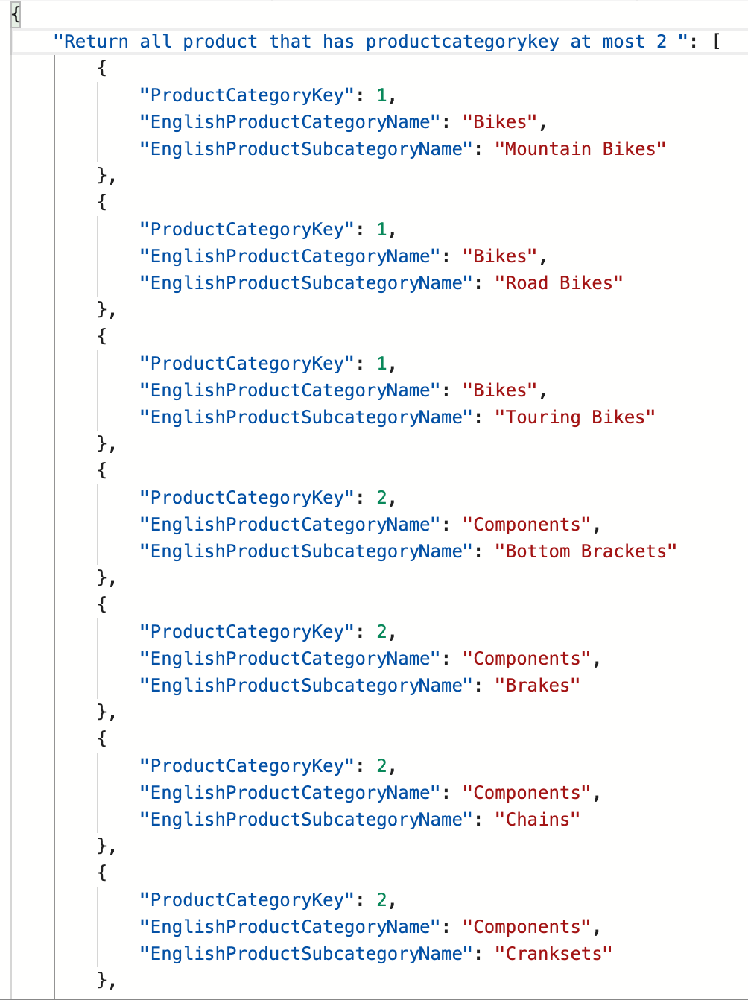 {
"Return all product that has productcategorykey at most 2 ": [
{
"ProductCategoryKey": 1,
"EnglishProductCategoryName": "Bikes",
"EnglishProductSubcategoryName": "Mountain Bikes"
},
{
"ProductCategoryKey": 1,
"EnglishProductCategoryName": "Bikes",
"EnglishProductSubcategoryName": "Road Bikes"
},
{
"ProductCategoryKey": 1,
"EnglishProductCategoryName": "Bikes",
"EnglishProductSubcategoryName": "Touring Bikes"
},
{
"ProductCategoryKey": 2,
"EnglishProductCategoryName": "Components",
"EnglishProductSubcategoryName": "Bottom Brackets"
},
{
"ProductCategoryKey": 2,
"EnglishProductCategoryName": "Components",
"EnglishProductSubcategoryName": "Brakes"
},
{
"ProductCategoryKey": 2,
"EnglishProductCategoryName": "Components",
"EnglishProductSubcategoryName": "Chains"
},
{
"ProductCategoryKey": 2,
"EnglishProductCategoryName": "Components",
"EnglishProductSubcategoryName": "Cranksets"
},